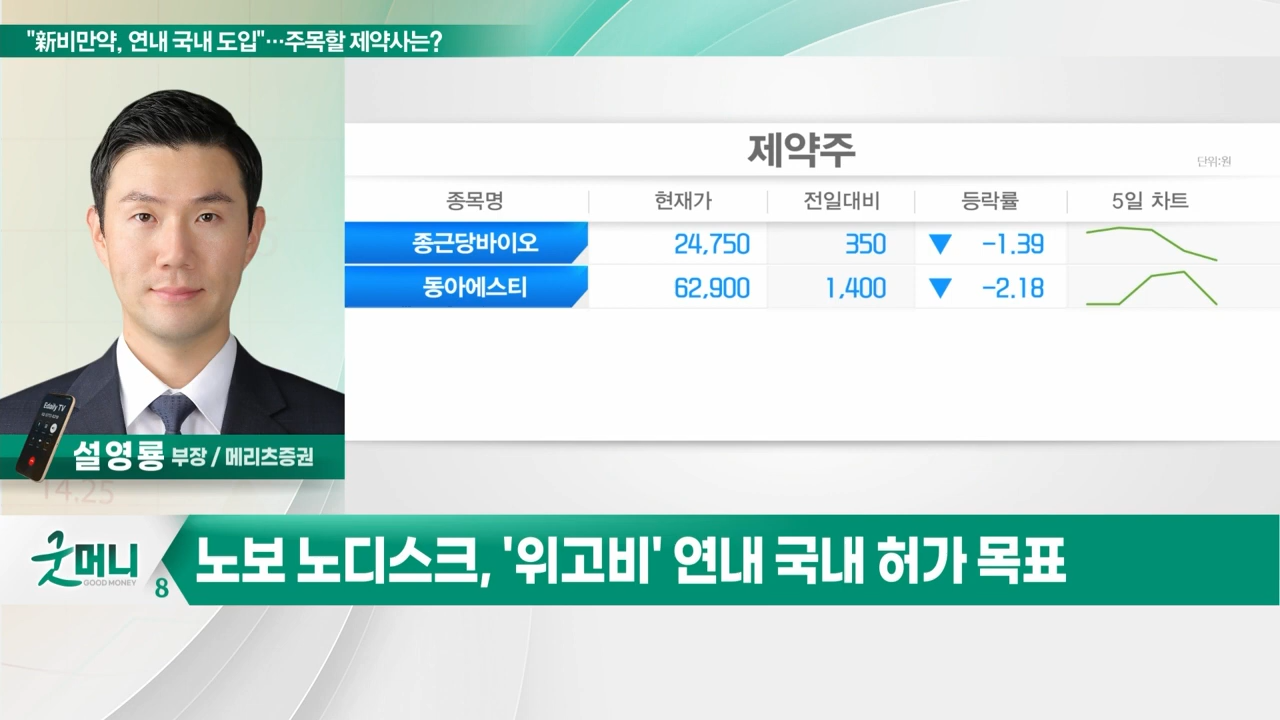 "新비만약, 연내 국내 도입"…주목할 제약사는?
제약주
단위:원
종목명 현재가 전일대비 등락률 5일 차트
종근당바이오 24,750 350 ▼ -1.39
동아에스티 62,900 1,400 ▼ -2.18
Edaily TV
설영룡 부장 / 메리츠증권
14.25
굿머니
GOOD MONEY
8
노보 노디스크, '위고비' 연내 국내 허가 목표